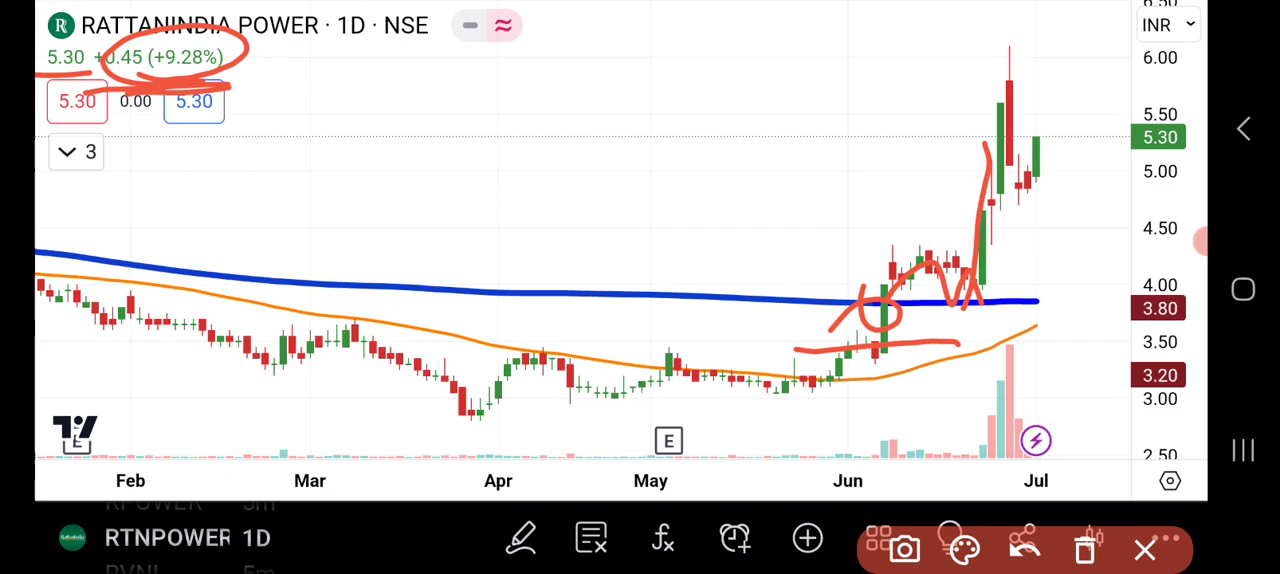 RATTANINDIA POWER · 1D · NSE
INR
5.30 +0.45 (+9.28%)
5.30 0.00 5.30
3
6.00
5.50
5.30
5.00
4.50
4.00
3.80
3.50
3.20
3.00
2.50
E
E
Feb Mar Apr May Jun Jul
RTNPOWER 1D